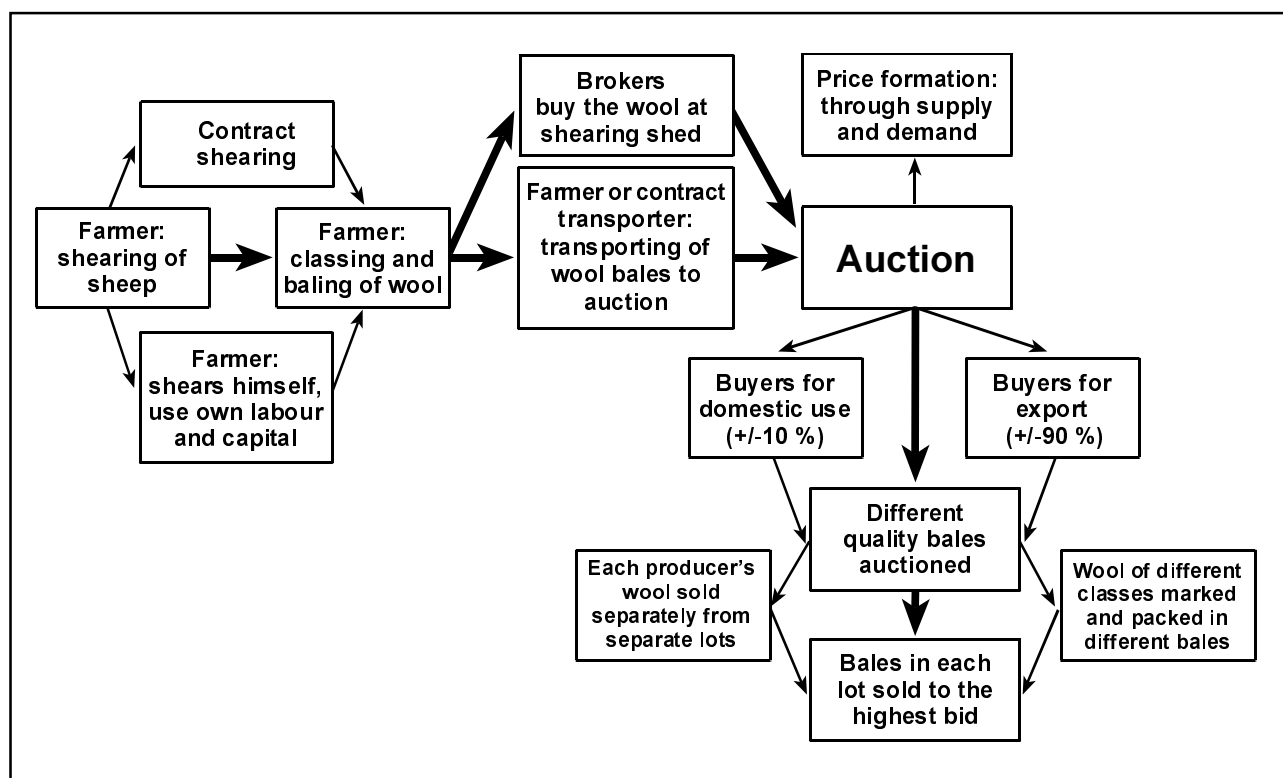 Contract
shearing
Farmer:
shearing of
sheep
Farmer:
shears himself,
use own labour
and capital
Farmer:
classing and
baling of wool
Brokers
buy the wool at
shearing shed
Farmer or contract
transporter:
transporting of
wool bales to
auction
Price formation:
through supply
and demand
Auction
Buyers for
domestic use
(+/-10 %)
Buyers for
export
(+/-90 %)
Different
quality bales
auctioned
Each producer's
wool sold
separately from
separate lots
Wool of different
classes marked
and packed in
different bales
Bales in each
lot sold to the
highest bid